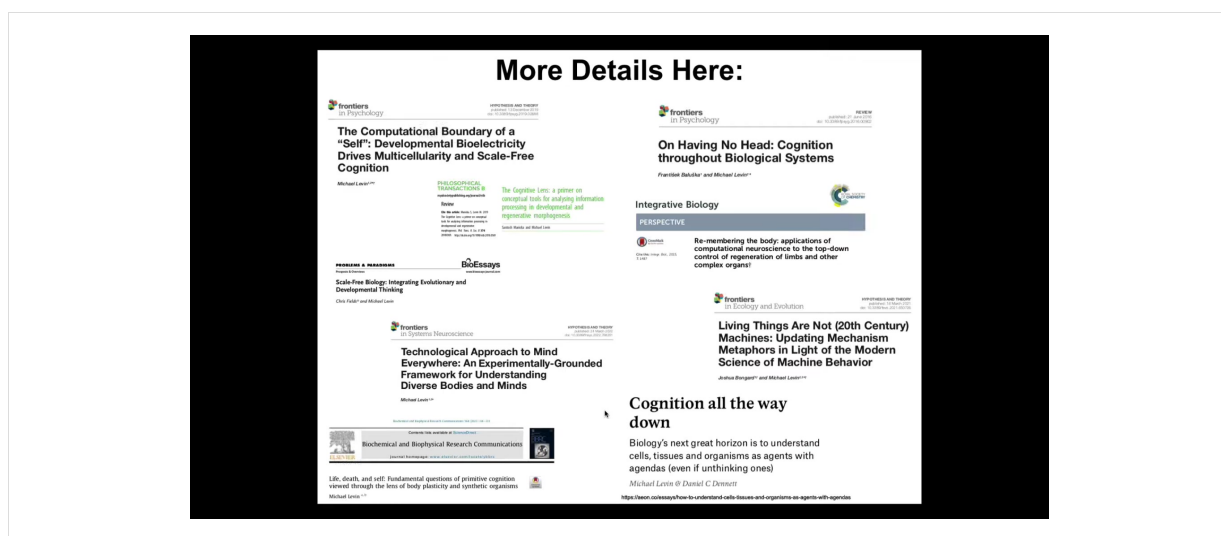 More Details Here:
frontiers
in Psychology
HYPOTHESIS AND THEORY
The Computational Boundary of a
“Self”: Developmental Bioelectricity
Drives Multicellularity and Scale-Free
Cognition
Michael Levin
PHILOSOPHICAL
TRANSACTIONS B
Review
The Cognitive Lens: a primer on
conceptual tools for analysing information
processing in developmental and
regenerative morphogenesis
PROBLEMS & PARADIGMS
BioEssays
Scale-Free Biology: Integrating Evolutionary and
Developmental Thinking
Chris Fields and Michael Levin
frontiers
in Systems Neuroscience
HYPOTHESIS AND THEORY
Technological Approach to Mind
Everywhere: An Experimentally-Grounded
Framework for Understanding
Diverse Bodies and Minds
Michael Levin
Contents lists available at ScienceDirect
Biochemical and Biophysical Research Communications
ELSEVIER
Life, death, and self: Fundamental questions of primitive cognition
viewed through the lens of body plasticity and synthetic organisms
Michael Levin
frontiers
in Psychology
REVIEW
On Having No Head: Cognition
throughout Biological Systems
František Baluška and Michael Levin
Integrative Biology
PERSPECTIVE
Re-membering the body: applications of
computational neuroscience to the top-down
control of regeneration of limbs and other
complex organs†
frontiers
in Ecology and Evolution
HYPOTHESIS AND THEORY
Living Things Are Not (20th Century)
Machines: Updating Mechanism
Metaphors in Light of the Modern
Science of Machine Behavior
Joshua Bongard and Michael Levin
Cognition all the way
down
Biology’s next great horizon is to understand
cells, tissues and organisms as agents with
agendas (even if unthinking ones)
Michael Levin @ Daniel C Dennett
https://aeon.co/essays/how-to-understand-cells-tissues-and-organisms-as-agents-with-agendas